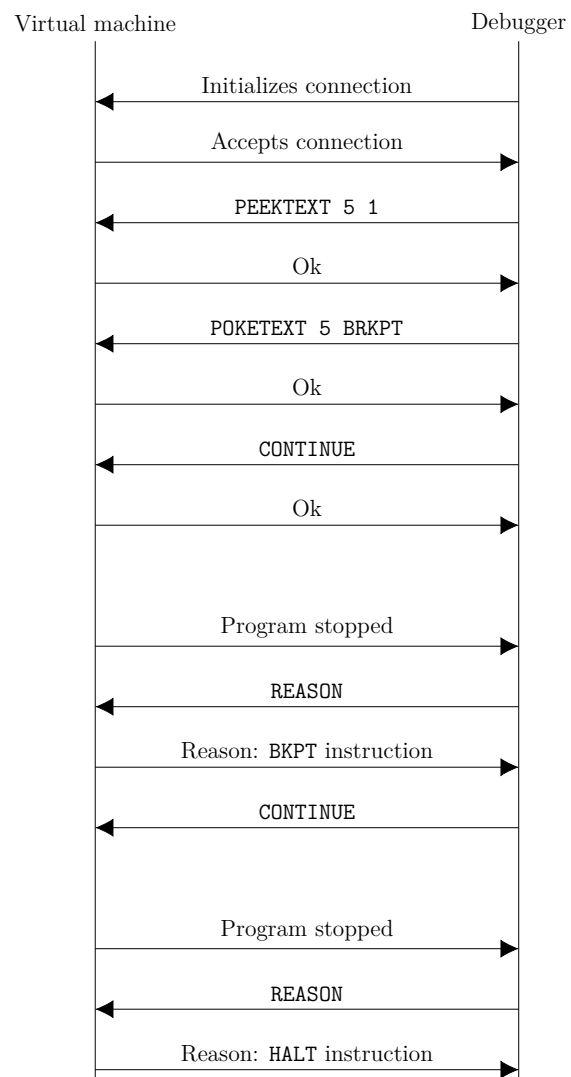 Virtual machine
Debugger
Initializes connection
Accepts connection
PEEKTEXT 5 1
Ok
POKETEXT 5 BRKPT
Ok
CONTINUE
Ok
Program stopped
REASON
Reason: BKPT instruction
CONTINUE
Program stopped
REASON
Reason: HALT instruction